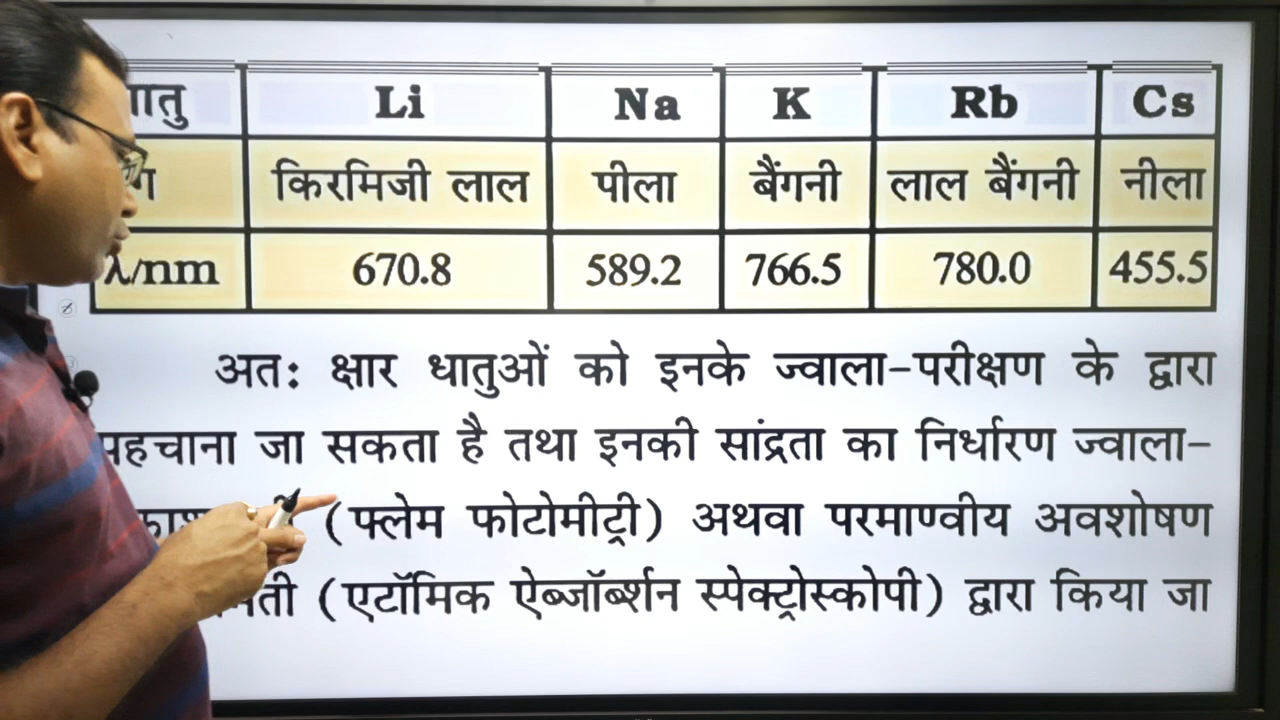 Li Na K Rb Cs
किरमिजी लाल पीला बैंगनी लाल बैंगनी नीला
λ/nm 670.8 589.2 766.5 780.0 455.5
अतः क्षार धातुओं को इनके ज्वाला-परीक्षण के द्वारा
पहचाना जा सकता है तथा इनकी सांद्रता का निर्धारण ज्वाला-
(फ्लेम फोटोमीट्री) अथवा परमाण्वीय अवशोषण
(एटॉमिक ऐब्जॉर्ब्शन स्पेक्ट्रोस्कोपी) द्वारा किया जा